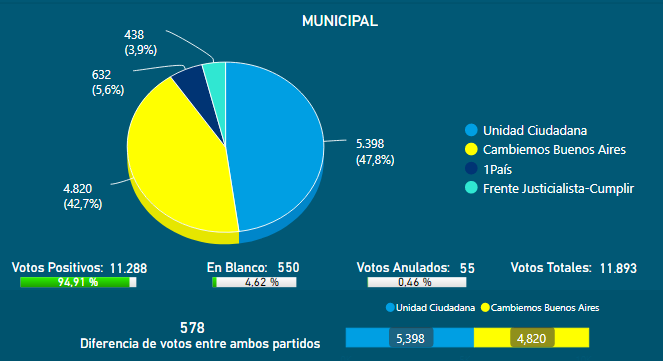 MUNICIPAL
438
(3,9%)
632
(5,6%)
5.398
(47,8%)
4.820
(42,7%)
Unidad Ciudadana
Cambiemos Buenos Aires
1País
Frente Justicialista-Cumplir
Votos Positivos: 11.288
94,91 %
En Blanco: 550
4,62 %
Votos Anulados: 55
0,46 %
Votos Totales: 11.893
Unidad Ciudadana Cambiemos Buenos Aires
578
Diferencia de votos entre ambos partidos
5,398 4,820